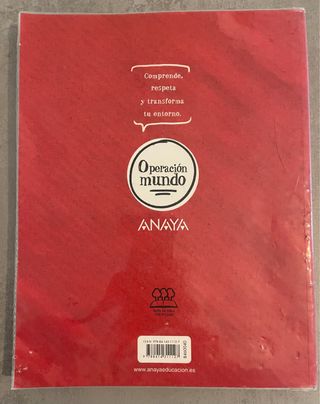 Comprende,
respeta
y transforma
tu entorno.
Operación
mundo
ANAYA
www.anayaeducacion.es